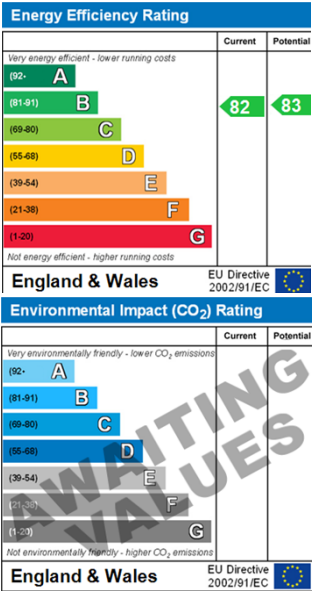 Energy Efficiency Rating
Current Potential
Very energy efficient - lower running costs
(92- A
(81-91) B
82 83
(69-80) C
(55-68) D
(39-54) E
(21-38) F
(1-20) G
Not energy efficient - higher running costs
England & Wales
EU Directive
2002/91/EC
Environmental Impact (CO2) Rating
Current Potential
Very environmentally friendly - lower CO2 emissions
(92- A
(81-91) B
(69-80) C
(55-68) D
(39-54) E
(21-38) F
(1-20) G
AWAITING
VALUES
Not environmentally friendly - higher CO2 emissions
England & Wales
EU Directive
2002/91/EC